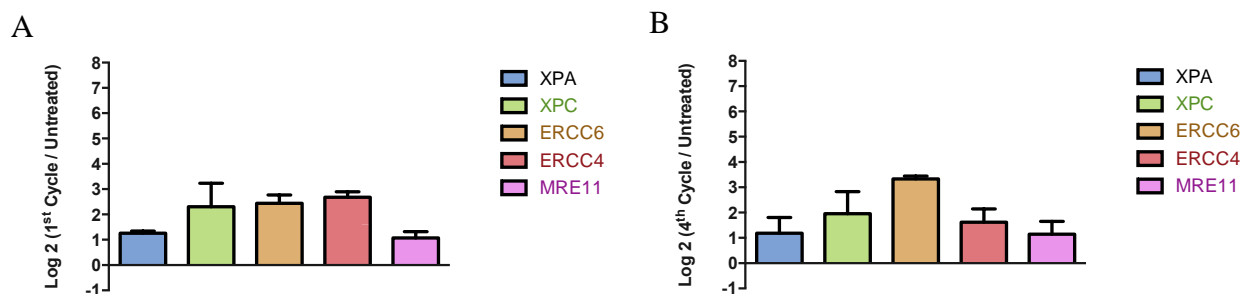 A
Log 2 (1st Cycle / Untreated)
8
7
6
5
4
3
2
1
0
-1
XPA
XPC
ERCC6
ERCC4
MRE11
B
Log 2 (4th Cycle / Untreated)
8
7
6
5
4
3
2
1
0
-1
XPA
XPC
ERCC6
ERCC4
MRE11